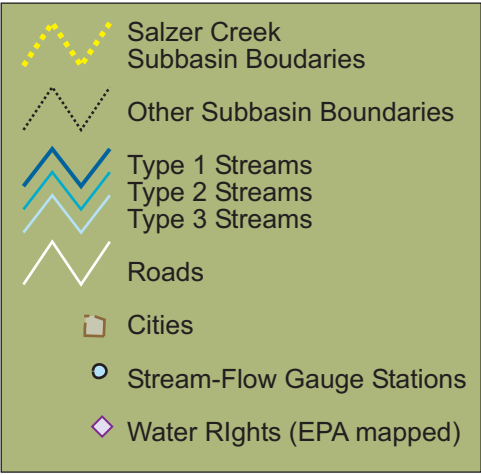 Salzer Creek
Subbasin Boudaries
Other Subbasin Boundaries
Type 1 Streams
Type 2 Streams
Type 3 Streams
Roads
Cities
Stream-Flow Gauge Stations
Water RIghts (EPA mapped)